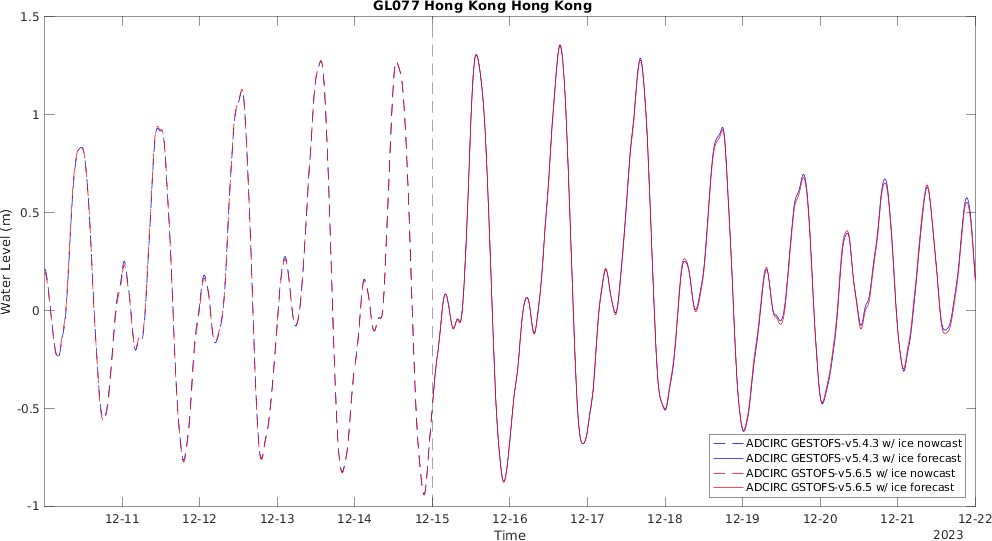 GL077 Hong Kong Hong Kong
Water Level (m)
1.5
1
0.5
0
-0.5
-1
ADCIRC GESTOFS-v5.4.3 w/ ice nowcast
ADCIRC GESTOFS-v5.4.3 w/ ice forecast
ADCIRC GSTOFS-v5.6.5 w/ ice nowcast
ADCIRC GSTOFS-v5.6.5 w/ ice forecast
12-11 12-12 12-13 12-14 12-15 12-16 12-17 12-18 12-19 12-20 12-21 12-22
Time
2023